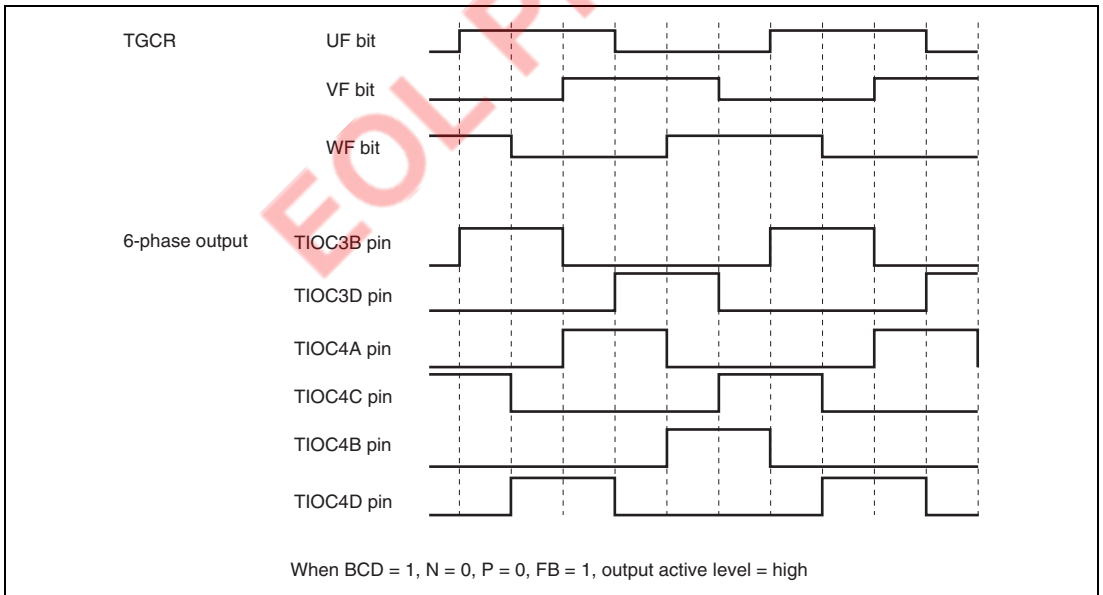 TGCR UF bit
VF bit
WF bit
6-phase output TIOC3B pin
TIOC3D pin
TIOC4A pin
TIOC4C pin
TIOC4B pin
TIOC4D pin
When BCD = 1, N = 0, P = 0, FB = 1, output active level = high
EOL P